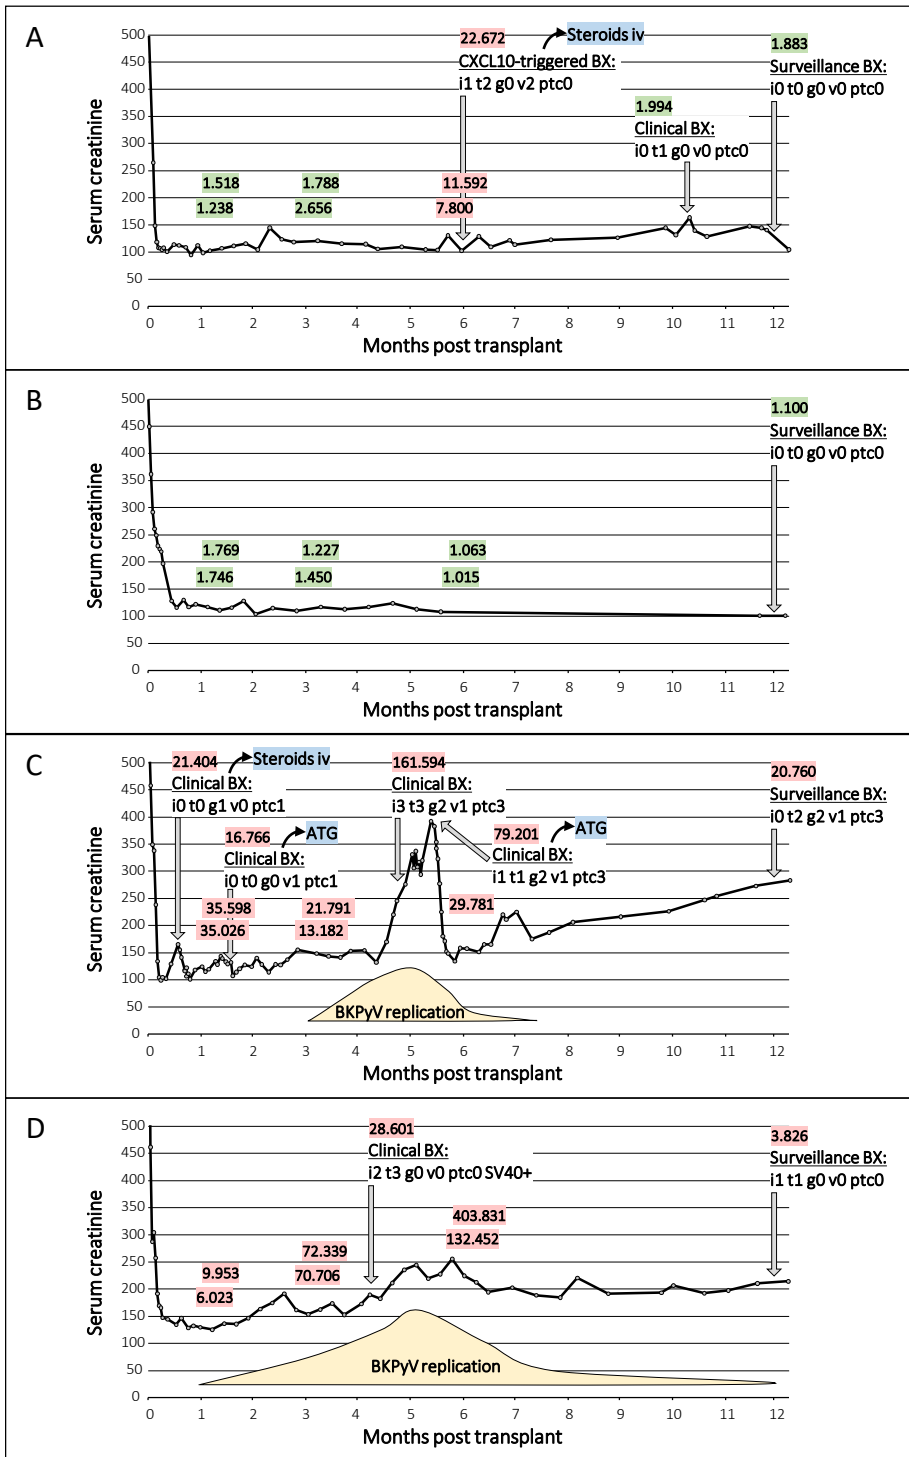 A
22.672
Steroids iv
CXCL10-triggered BX:
i1 t2 g0 v2 ptc0
1.883
Surveillance BX:
i0 t0 g0 v0 ptc0
1.994
Clinical BX:
i0 t1 g0 v0 ptc0
1.518
1.788
11.592
1.238
2.656
7.800
Serum creatinine
500
450
400
350
300
250
200
150
100
50
0
0 1 2 3 4 5 6 7 8 9 10 11 12
Months post transplant
B
1.100
Surveillance BX:
i0 t0 g0 v0 ptc0
1.769
1.227
1.063
1.746
1.450
1.015
Serum creatinine
500
450
400
350
300
250
200
150
100
50
0
0 1 2 3 4 5 6 7 8 9 10 11 12
Months post transplant
C
21.404
Steroids iv
Clinical BX:
i0 t0 g1 v0 ptc1
16.766
ATG
Clinical BX:
i0 t0 g0 v1 ptc1
161.594
Clinical BX:
i3 t3 g2 v1 ptc3
79.201
ATG
Clinical BX:
i1 t1 g2 v1 ptc3
20.760
Surveillance BX:
i0 t2 g2 v1 ptc3
35.598
21.791
29.781
35.026
13.182
BKPyV replication
Serum creatinine
500
450
400
350
300
250
200
150
100
50
0
0 1 2 3 4 5 6 7 8 9 10 11 12
Months post transplant
D
28.601
Clinical BX:
i2 t3 g0 v0 ptc0 SV40+
3.826
Surveillance BX:
i1 t1 g0 v0 ptc0
9.953
72.339
403.831
6.023
70.706
132.452
BKPyV replication
Serum creatinine
500
450
400
350
300
250
200
150
100
50
0
0 1 2 3 4 5 6 7 8 9 10 11 12
Months post transplant